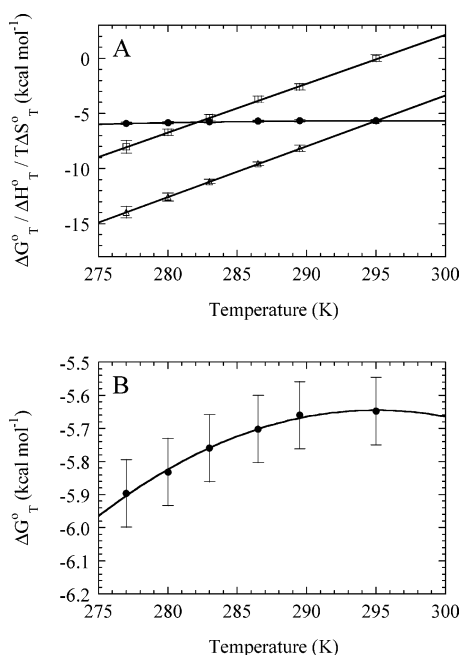 A
ΔG°T / ΔH°T / TΔS°T (kcal mol-1)
0
-5
-10
-15
275 280 285 290 295 300
Temperature (K)
B
ΔG°T (kcal mol-1)
-5.5
-5.6
-5.7
-5.8
-5.9
-6.0
-6.1
-6.2
275 280 285 290 295 300
Temperature (K)